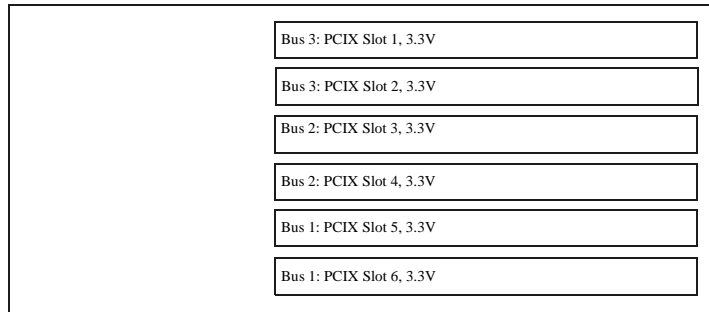 Bus 3: PCIX Slot 1, 3.3V
Bus 3: PCIX Slot 2, 3.3V
Bus 2: PCIX Slot 3, 3.3V
Bus 2: PCIX Slot 4, 3.3V
Bus 1: PCIX Slot 5, 3.3V
Bus 1: PCIX Slot 6, 3.3V